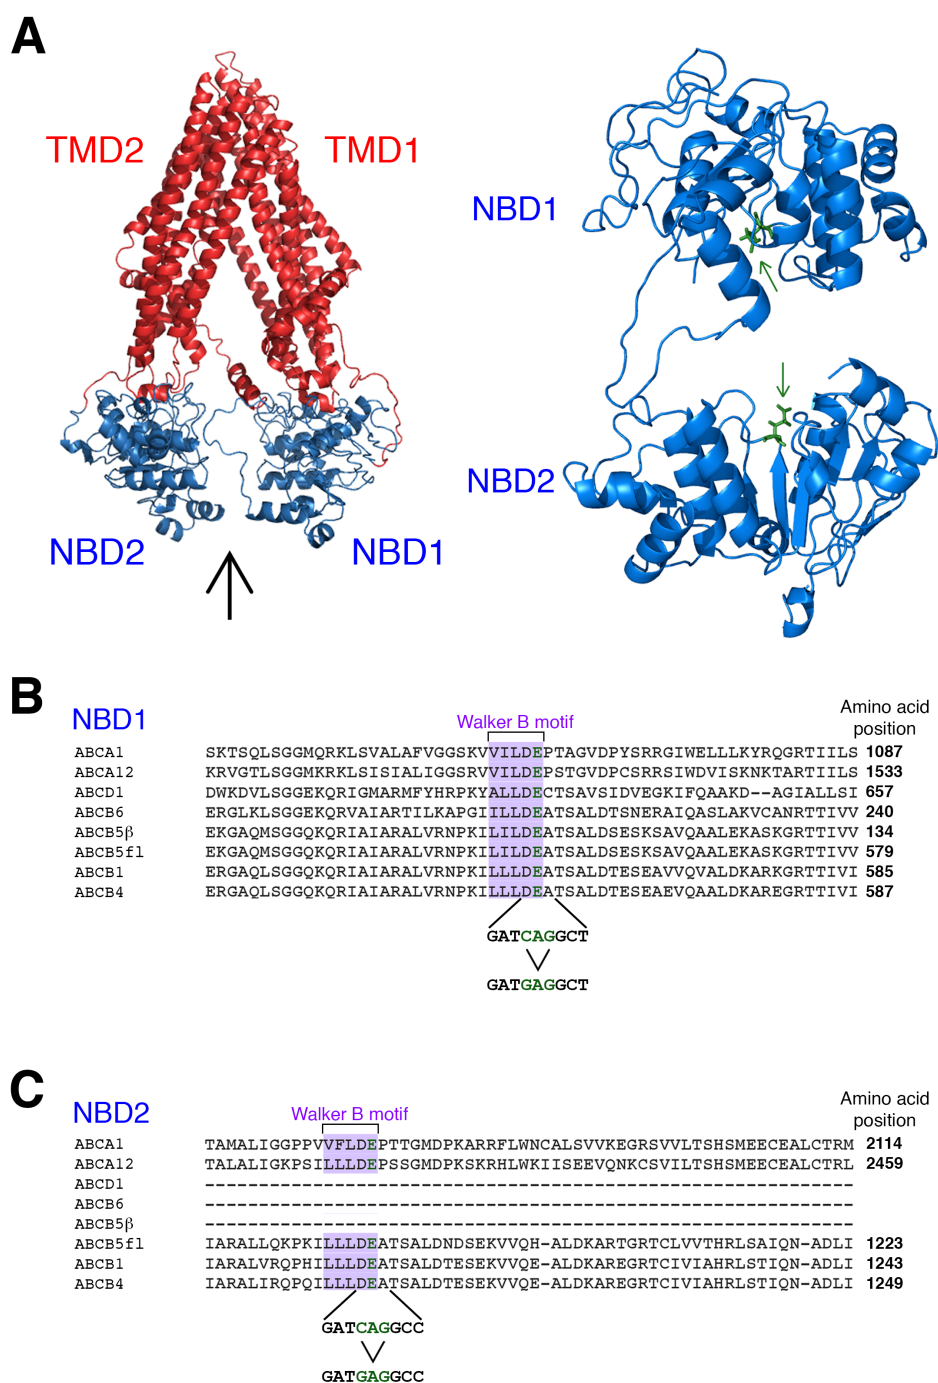 A
TMD2
TMD1
NBD1
NBD2
NBD2
NBD1
B
NBD1
Walker B motif
Amino acid
position
ABCA1 SKTSQLSGGMQRKLSVALAFVGGSKVVILDEPTAGVDPYSRRGIWELLLKYRQGRTIILS 1087
ABCA12 KRVGTLSGGMKRKLSISIALIGGSRVVILDEPSTGVDPCSRRSIWDVISKNKTARTIILS 1533
ABCD1 DWKDVLSGGEKQRIGMARMFYHRPKYALLDECTSAVSIDVEGKIFQAAKD--AGIALLSI 657
ABCB6 ERGLKLSGGEKQRVAIARTILKAPGIILLDEATSALDTSNERAIQASLAKVCANRTTIVV 240
ABCB5β EKGAQMSGGQKQRIAIARALVRNPKILILDEATSALDSESKSAVQAALEKASKGRTTIVV 134
ABCB5fl EKGAQMSGGQKQRIAIARALVRNPKILILDEATSALDSESKSAVQAALEKASKGRTTIVV 579
ABCB1 ERGAQLSGGQKQRIAIARALVRNPKILLLDEATSALDTESEAVVQVALDKARKGRTTIVI 585
ABCB4 ERGAQLSGGQKQRIAIARALVRNPKILLLDEATSALDTESEAEVQAALDKAREGRTTIVI 587
GATCAGGCT
GATGAGGCT
C
NBD2
Walker B motif
Amino acid
position
ABCA1 TAMALIGGPPVVFLDEPTTGMDPKARRFLWNCALSVVKEGRSVVLTSHSMEECEALCTRM 2114
ABCA12 TALALIGKPSILLLDEPSSGMDPKSKRHLWKIISEEVQNKCSVILTSHSMEECEALCTRL 2459
ABCD1 ------------------------------------------------------------
ABCB6 ------------------------------------------------------------
ABCB5β ------------------------------------------------------------
ABCB5fl IARALLQKPKILLLDEATSALDNDSEKVVQH-ALDKARTGRTCLVVTHRLSAIQN-ADLI 1223
ABCB1 IARALVRQPHILLLDEATSALDTESEKVVQE-ALDKAREGRTCIVIAHRLSTIQN-ADLI 1243
ABCB4 IARALIRQPQILLLDEATSALDTESEKVVQE-ALDKAREGRTCIVIAHRLSTIQN-ADLI 1249
GATCAGGCC
GATGAGGCC